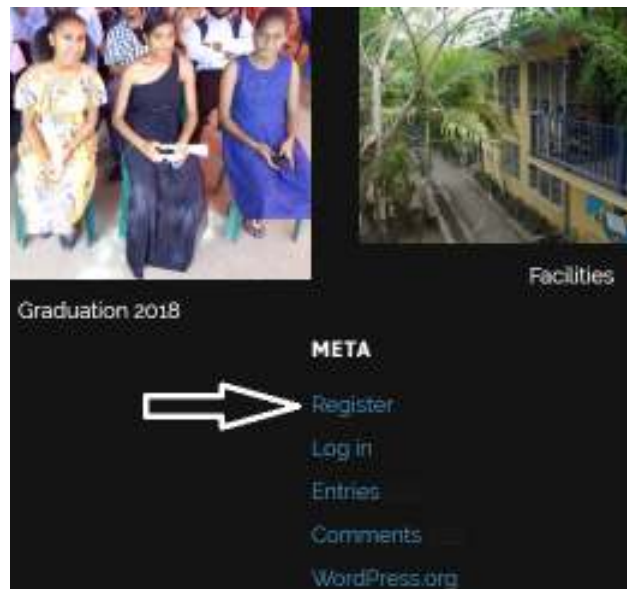 Facilities
Graduation 2018
META
Register
Log in
Entries
Comments
WordPress.org